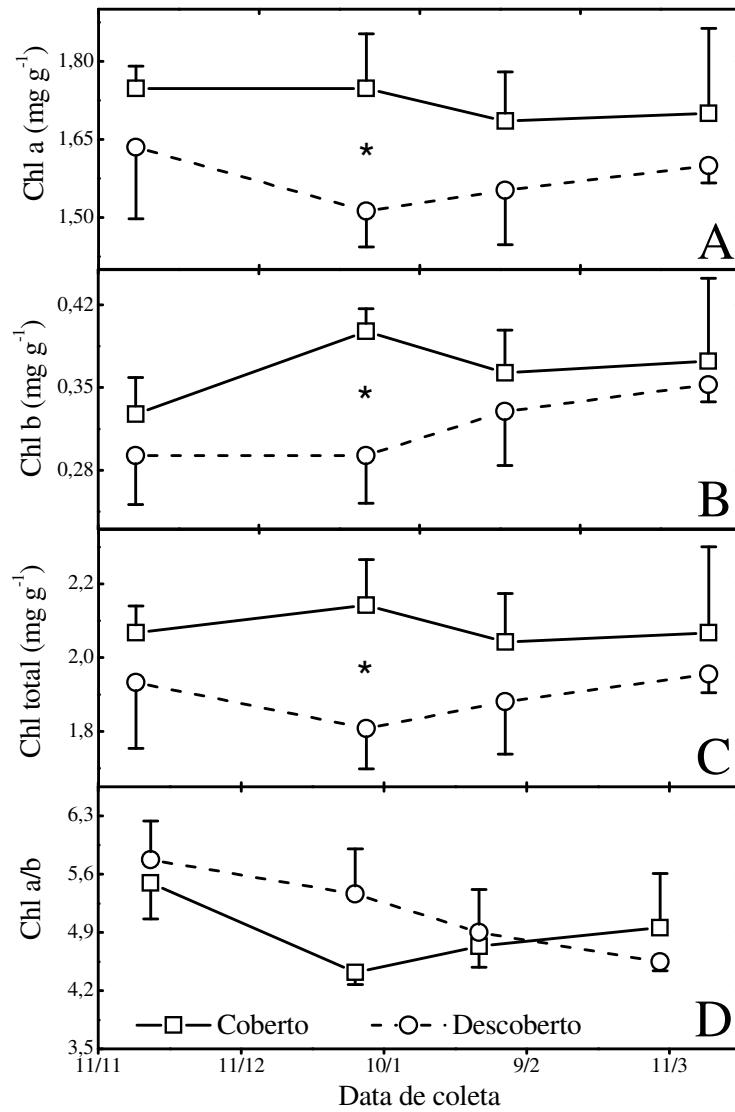 1,80
1,65
1,50
Chl a (mg g⁻¹)
*
A
0,42
0,35
0,28
Chl b (mg g⁻¹)
*
B
2,2
2,0
1,8
Chl total (mg g⁻¹)
*
C
6,3
5,6
4,9
4,2
3,5
Chl a/b
Coberto Descoberto
D
11/11 11/12 10/1 9/2 11/3
Data de coleta